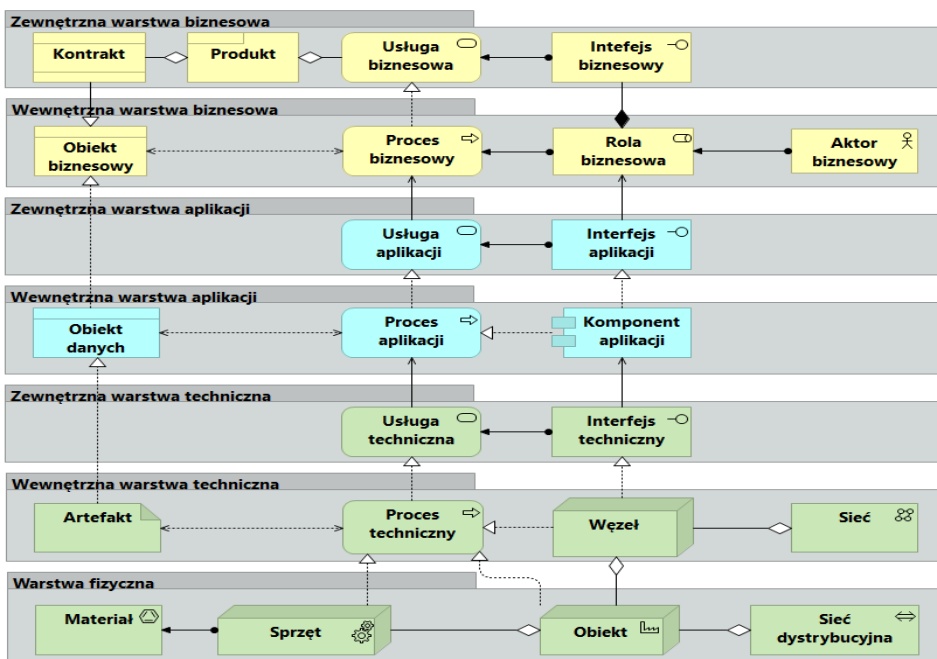 Zewnętrzna warstwa biznesowa
Kontrakt
Produkt
Usługa
biznesowa
Intefejs
biznesowy
Wewnętrzna warstwa biznesowa
Obiekt
biznesowy
Proces
biznesowy
Rola
biznesowa
Aktor
biznesowy
Zewnętrzna warstwa aplikacji
Usługa
aplikacji
Interfejs
aplikacji
Wewnętrzna warstwa aplikacji
Obiekt
danych
Proces
aplikacji
Komponent
aplikacji
Zewnętrzna warstwa techniczna
Usługa
techniczna
Interfejs
techniczny
Wewnętrzna warstwa techniczna
Artefakt
Proces
techniczny
Węzeł
Sieć
Warstwa fizyczna
Materiał
Sprzęt
Obiekt
Sieć
dystrybucyjna